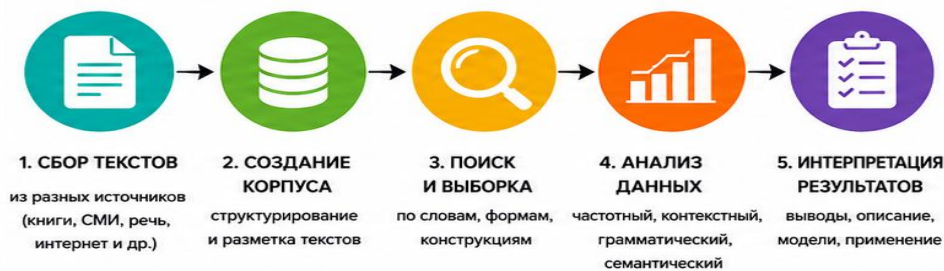 1. СБОР ТЕКСТОВ
из разных источников
(книги, СМИ, речь,
интернет и др.)
2. СОЗДАНИЕ
КОРПУСА
структурирование
и разметка текстов
3. ПОИСК
И ВЫБОРКА
по словам, формам,
конструкциям
4. АНАЛИЗ
ДАННЫХ
частотный, контекстный,
грамматический,
семантический
5. ИНТЕРПРЕТАЦИЯ
РЕЗУЛЬТАТОВ
выводы, описание,
модели, применение